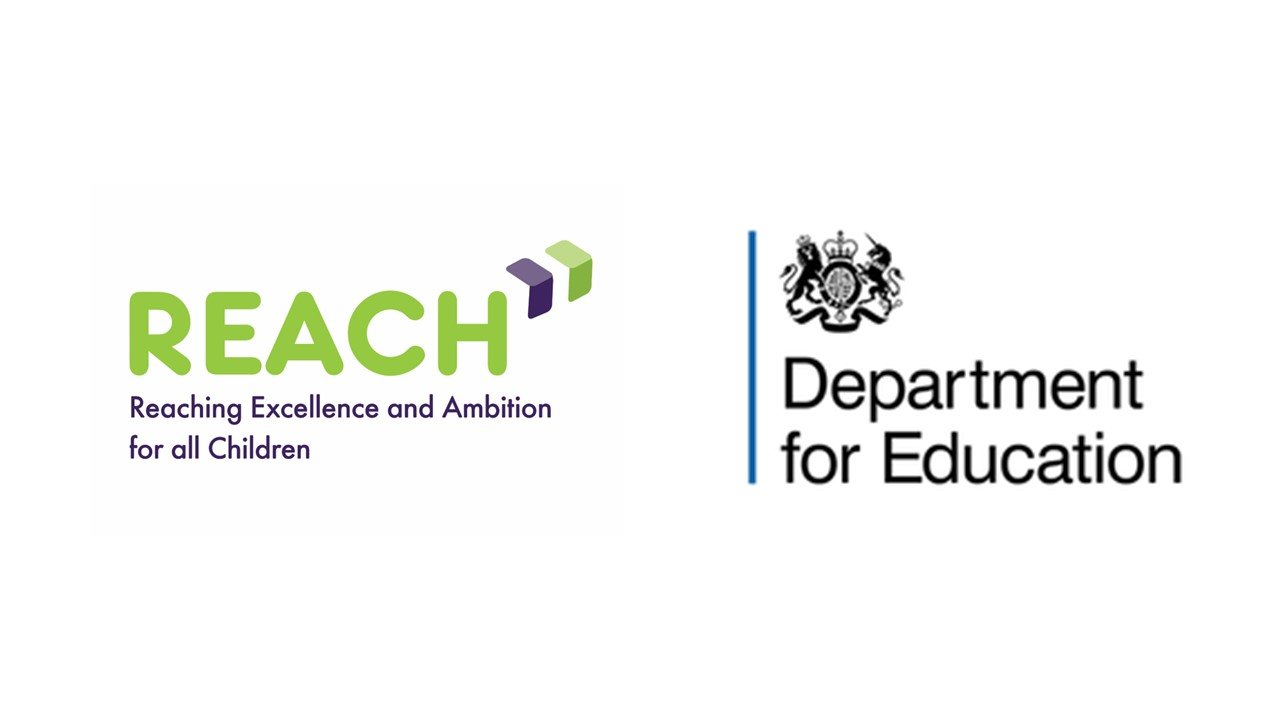 REACH
Reaching Excellence and Ambition
for all Children
Department
for Education